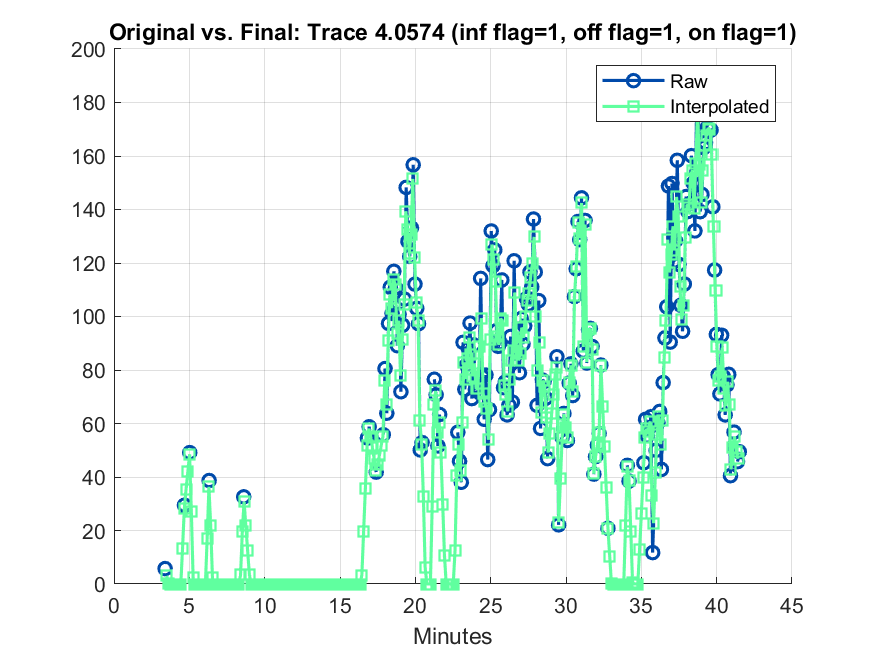 Original vs. Final: Trace 4.0574 (inf flag=1, off flag=1, on flag=1)
200
180
160
140
120
100
80
60
40
20
0
Raw
Interpolated
0 5 10 15 20 25 30 35 40 45
Minutes